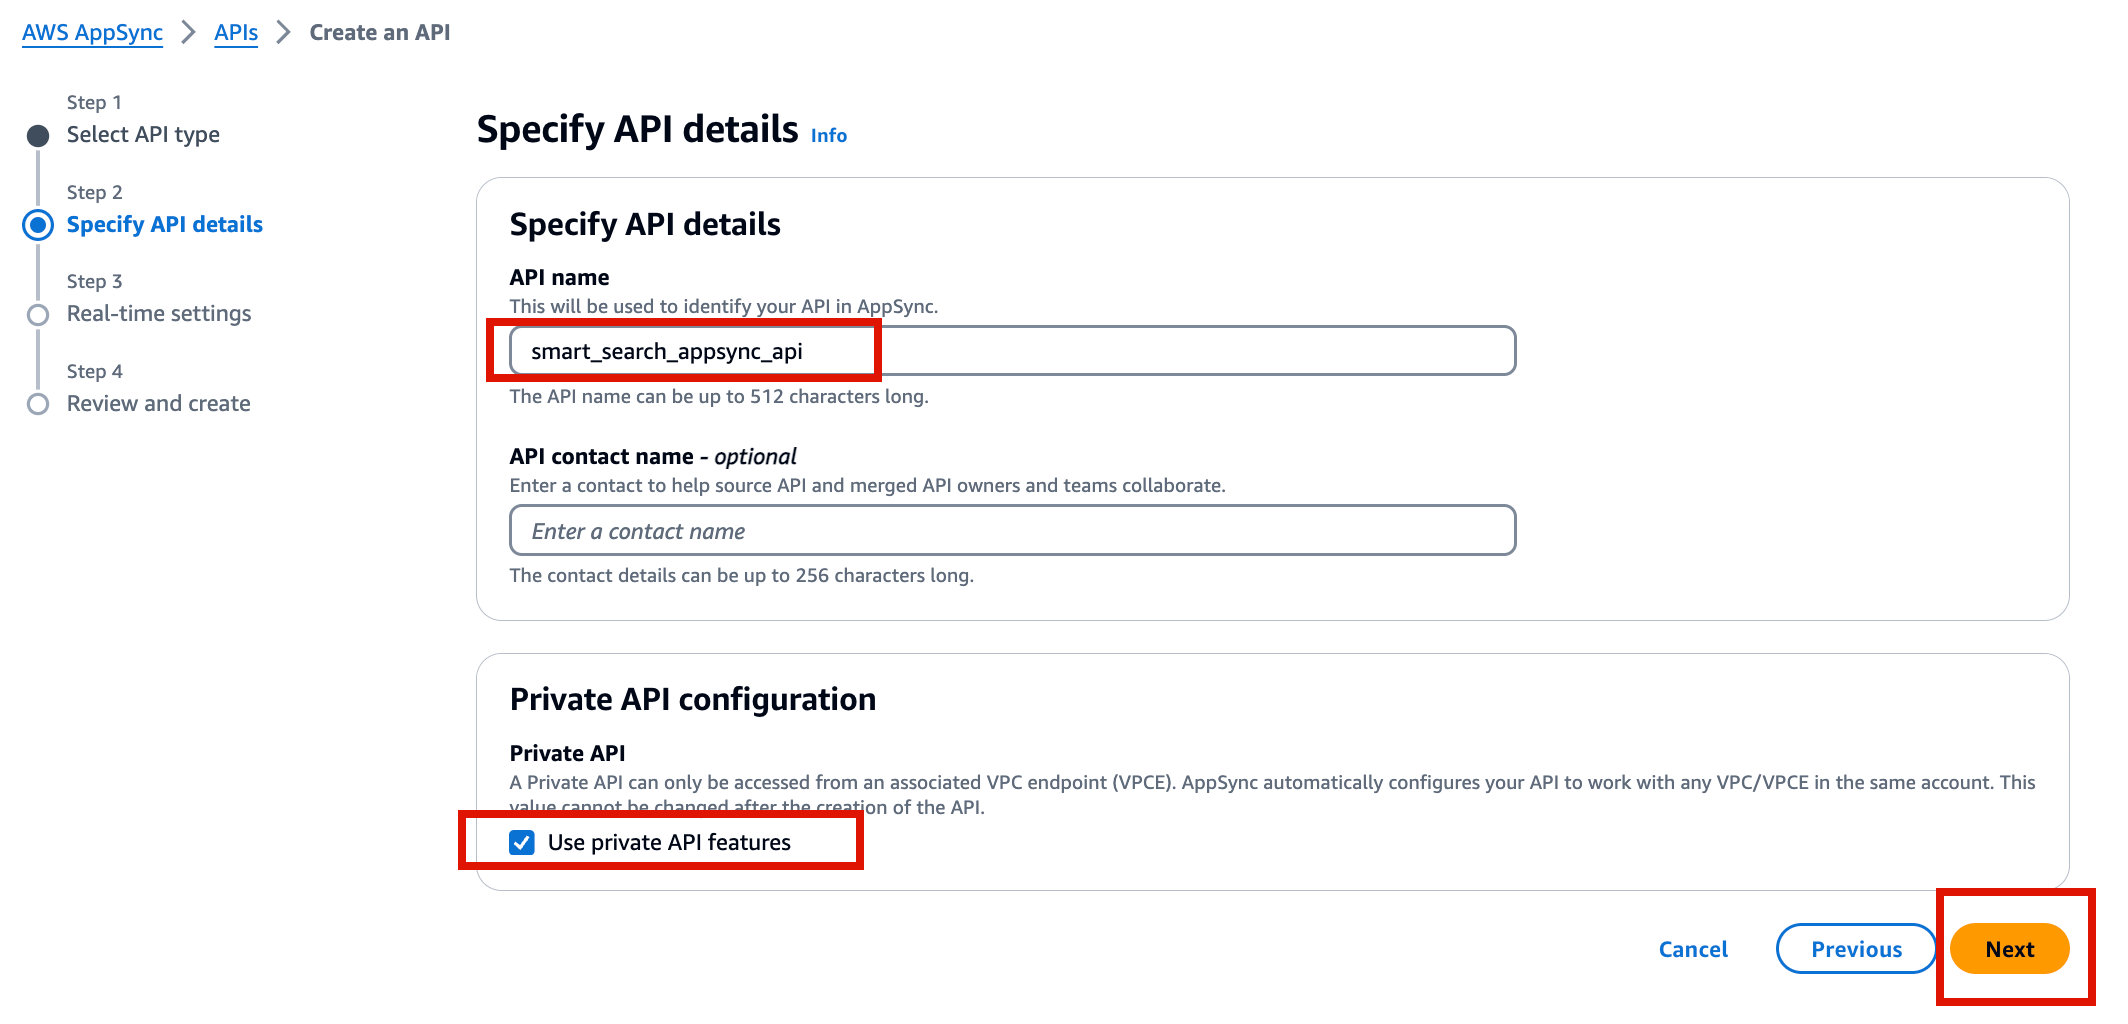 AWS AppSync > APIs > Create an API
Step 1
Select API type
Step 2
Specify API details
Step 3
Real-time settings
Step 4
Review and create
Specify API details Info
Specify API details
API name
This will be used to identify your API in AppSync.
smart_search_appsync_api
The API name can be up to 512 characters long.
API contact name - optional
Enter a contact to help source API and merged API owners and teams collaborate.
Enter a contact name
The contact details can be up to 256 characters long.
Private API configuration
Private API
A Private API can only be accessed from an associated VPC endpoint (VPCE). AppSync automatically configures your API to work with any VPC/VPCE in the same account. This
value cannot be changed after the creation of the API.
Use private API features
Cancel
Previous
Next